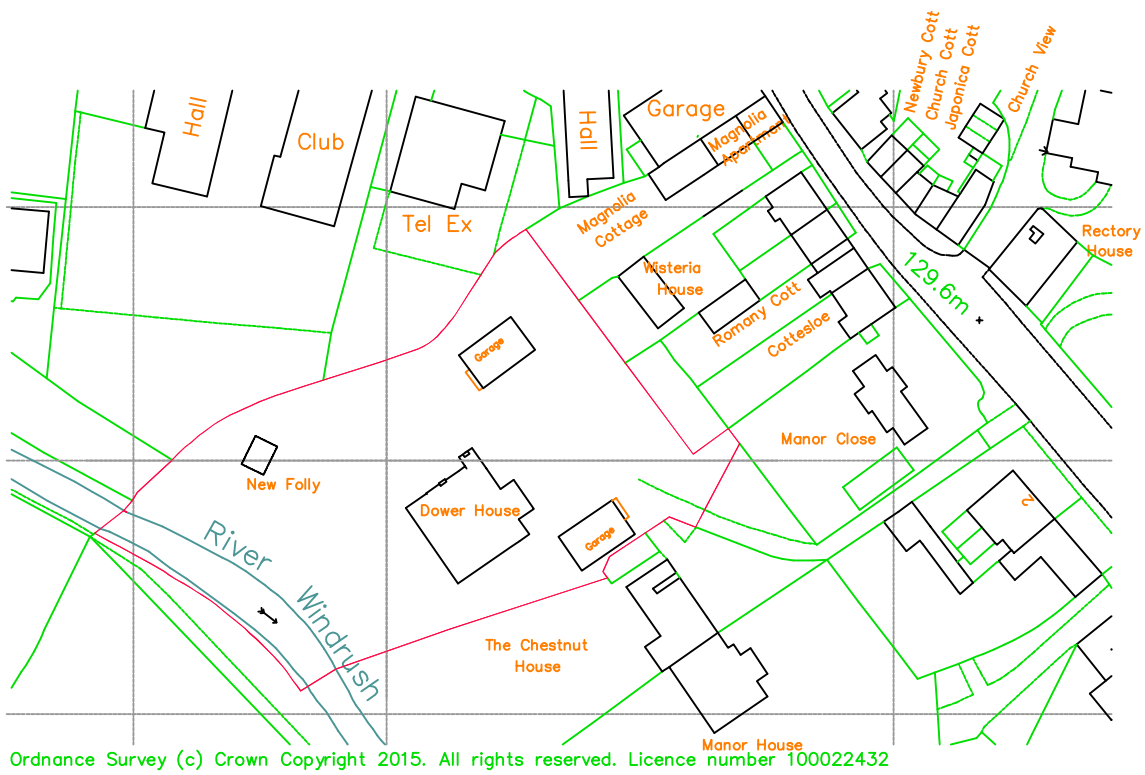 Newbury Cott
Church Cott
Japonica Cott
Church View
Hall
Club
Tel Ex
Hall
Garage
Magnolia
Apartment
Magnolia
Cottage
Wisteria
House
Romany Cott
Cottesloe
129.6m
Rectory
House
Garage
Manor Close
New Folly
Dower House
Garage
2
River
Windrush
The Chestnut
House
Manor House
Ordnance Survey (c) Crown Copyright 2015. All rights reserved. Licence number 100022432